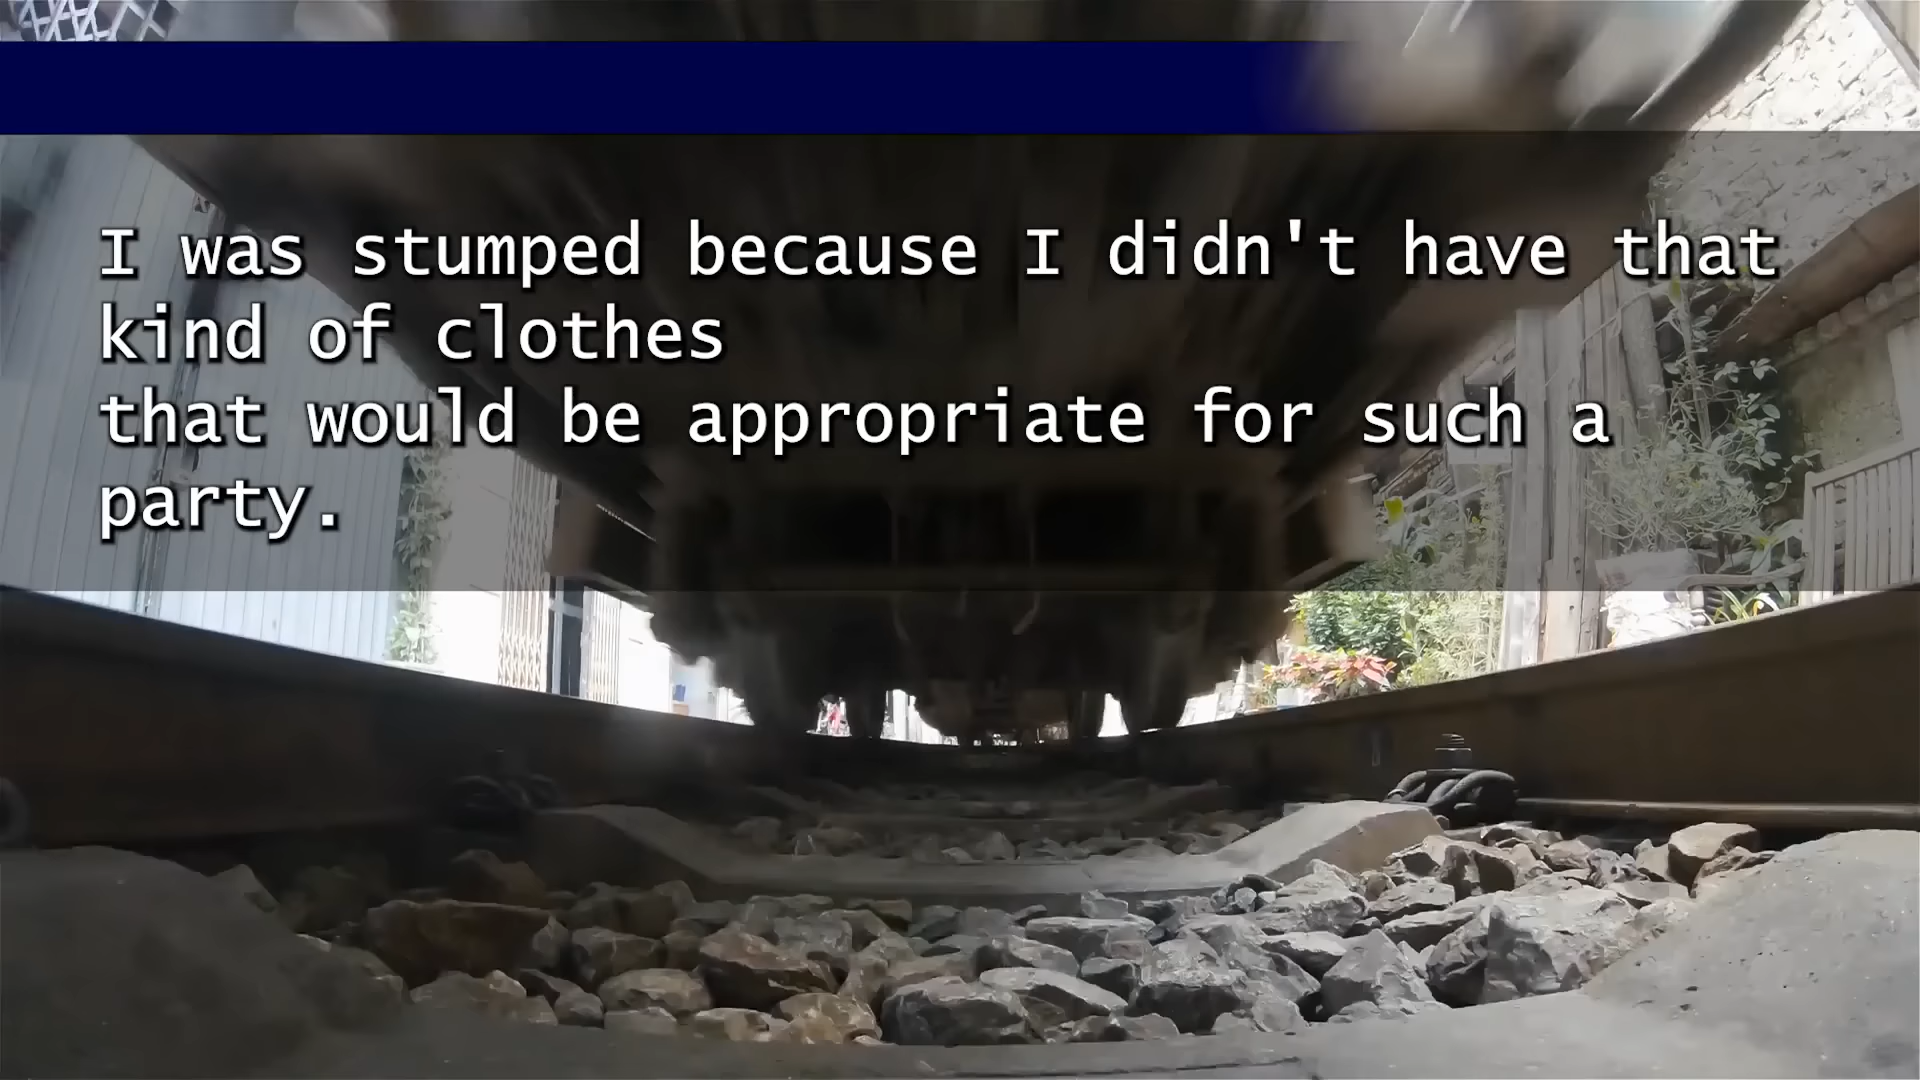 I was stumped because I didn't have that
kind of clothes
that would be appropriate for such a
party.